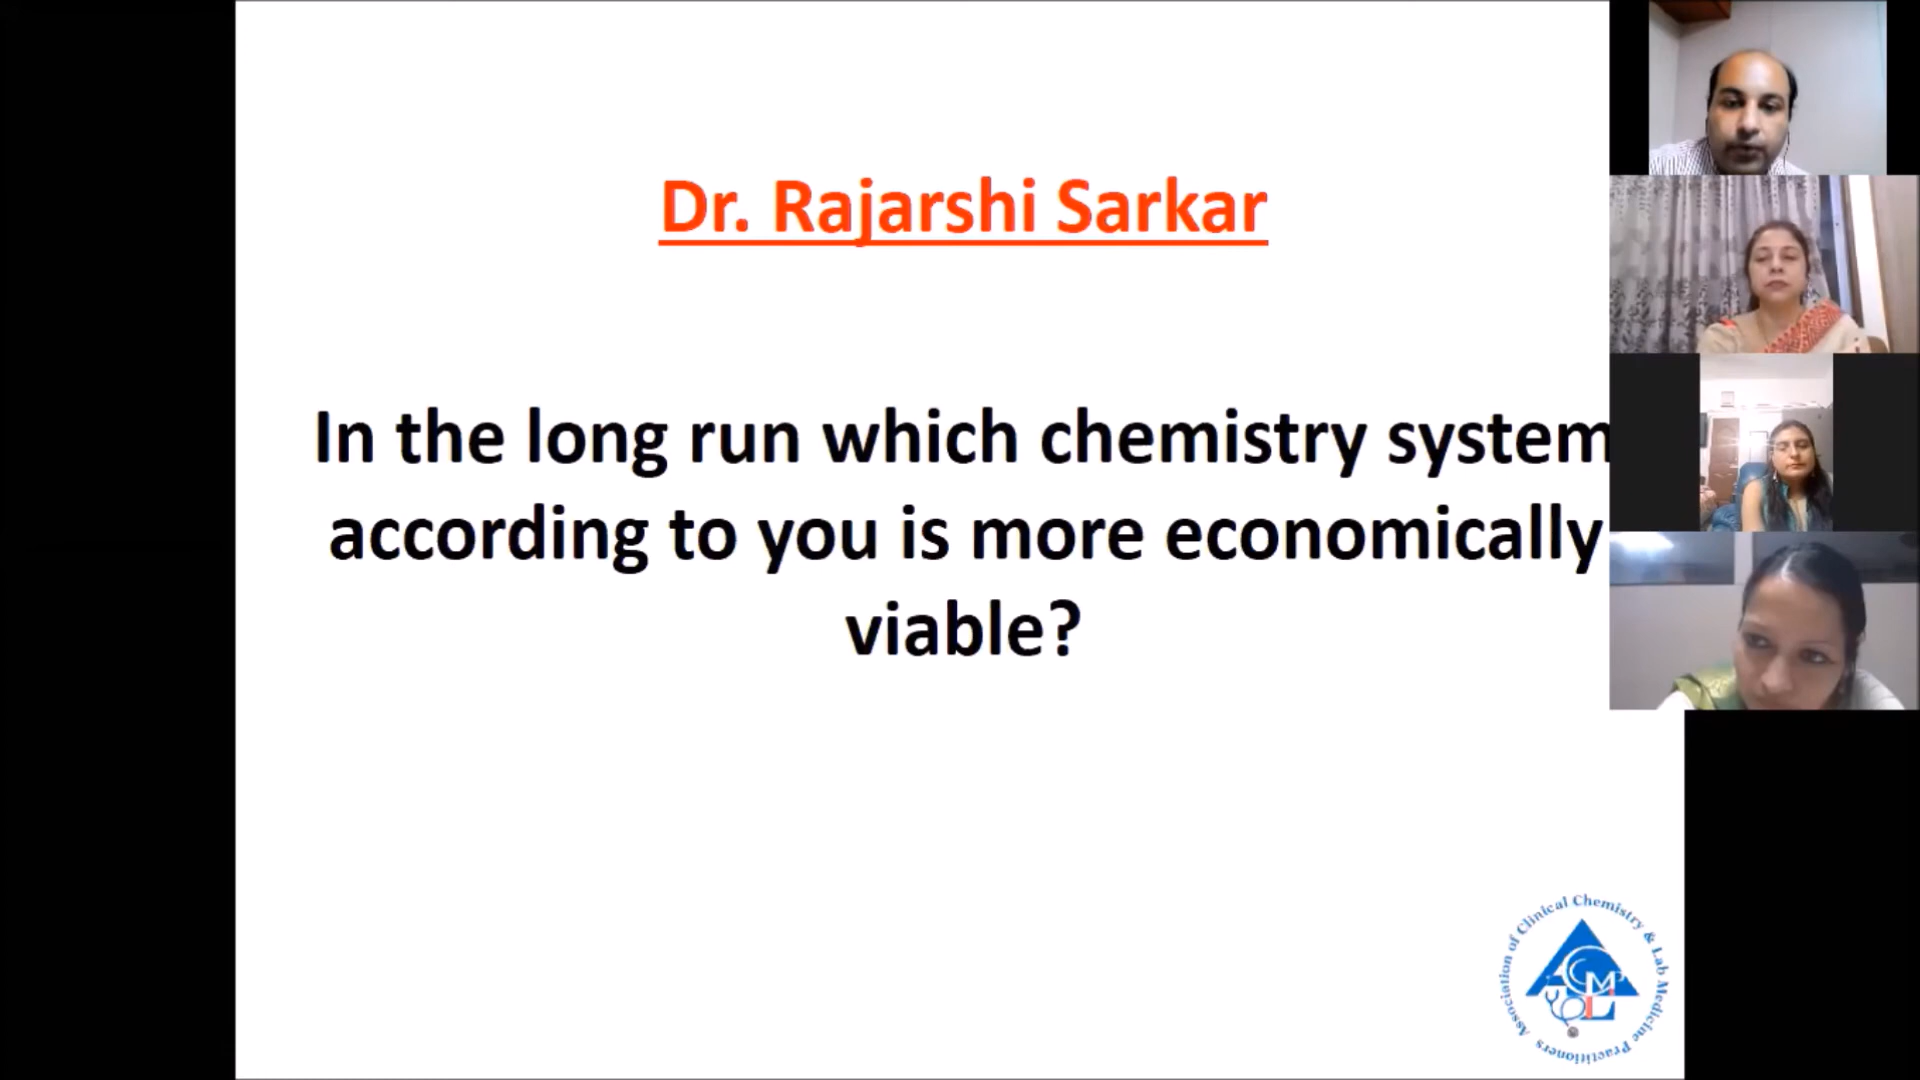 Dr. Rajarshi Sarkar
In the long run which chemistry system
according to you is more economically
viable?
Association of Clinical Chemistry & Lab Medicine Practitioners
ACCLMP